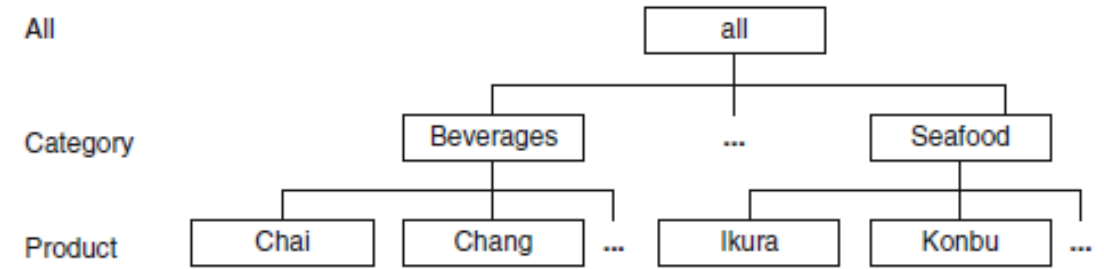 All all
Category Beverages ... Seafood
Product Chai Chang ... Ikura Konbu ...